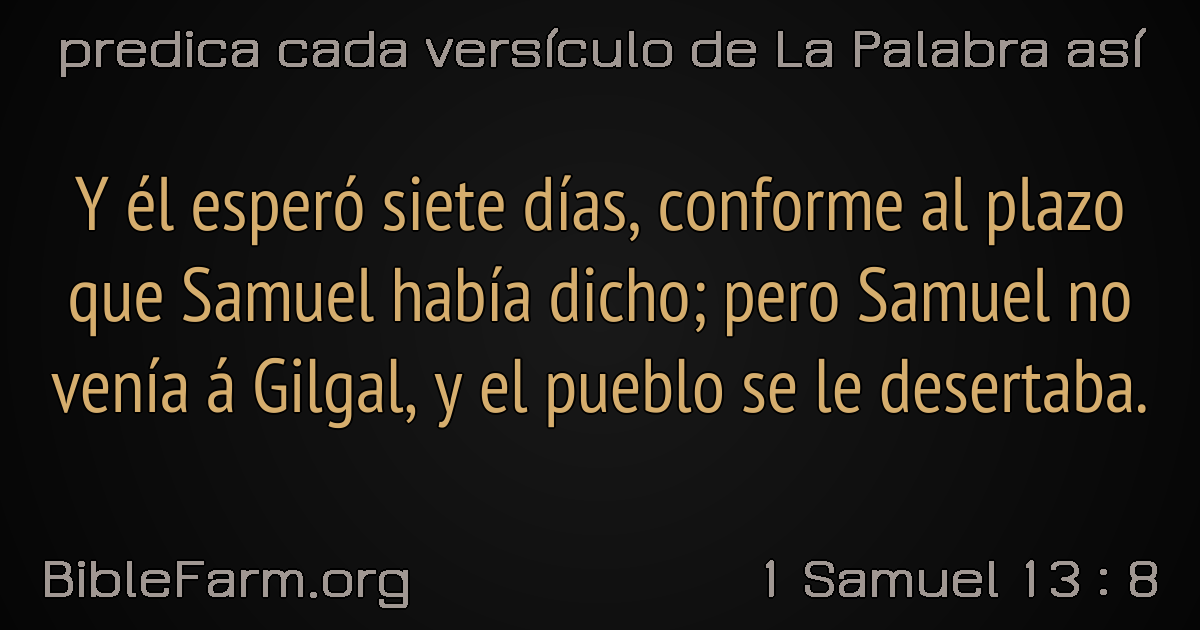 predica cada versículo de La Palabra así
Y él esperó siete días, conforme al plazo
que Samuel había dicho; pero Samuel no
venía á Gilgal, y el pueblo se le desertaba.
BibleFarm.org
1 Samuel 13 : 8